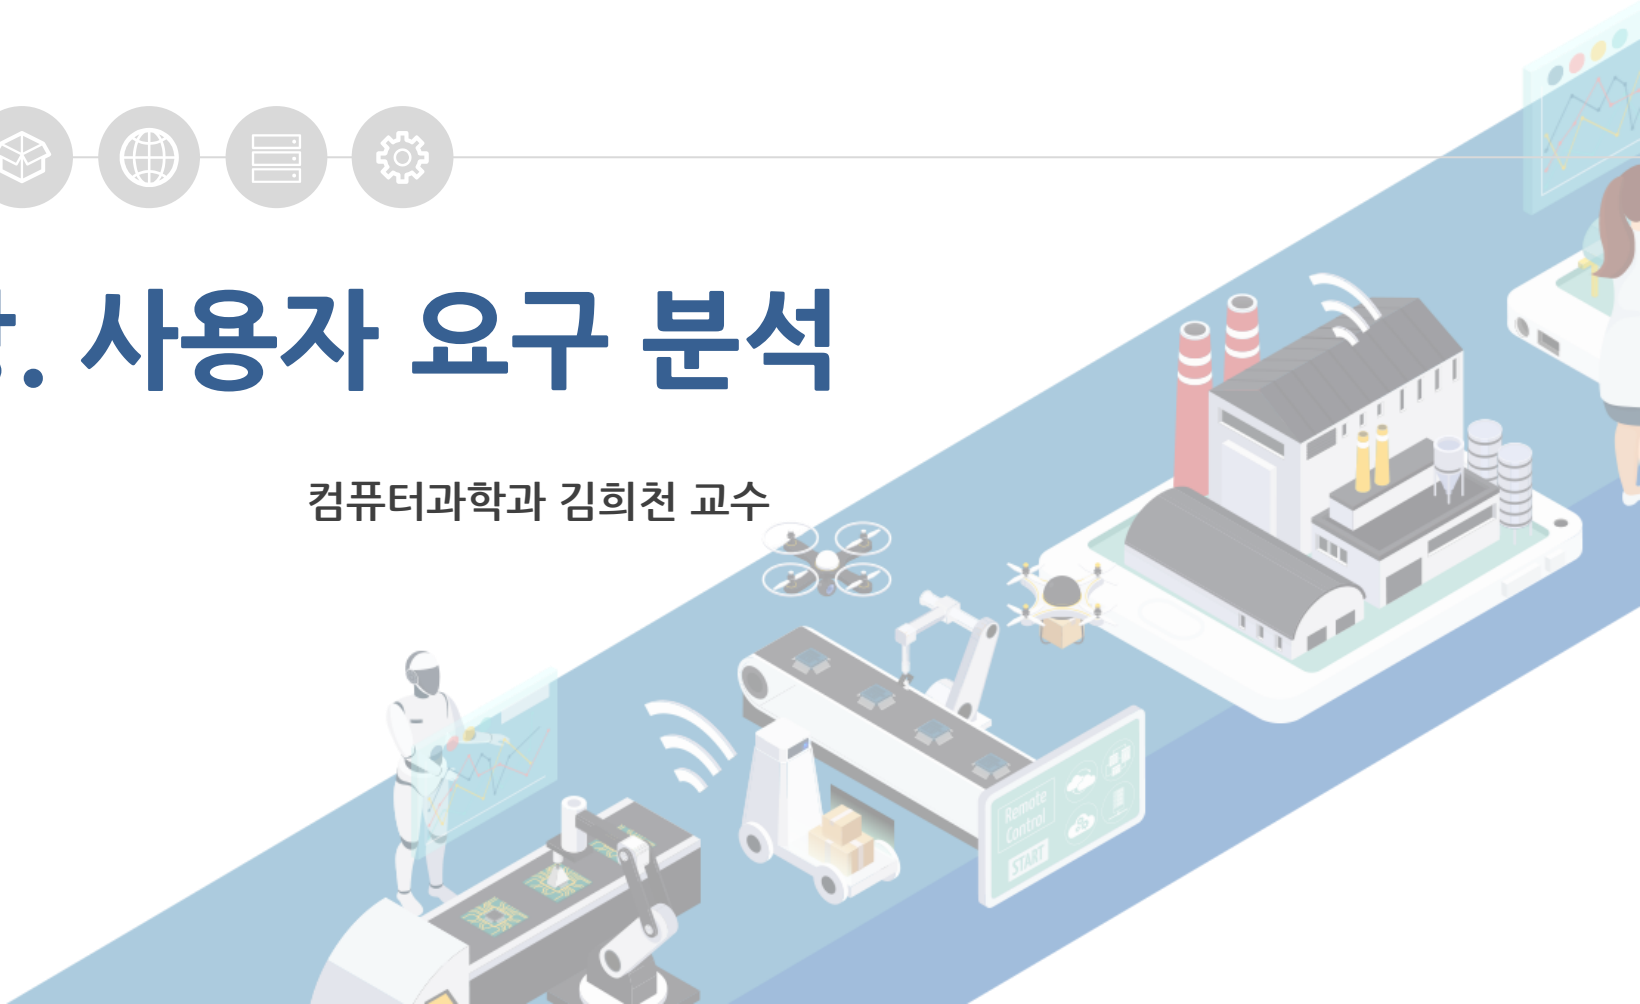 장. 사용자 요구 분석
컴퓨터과학과 김희천 교수
Remote
Control
START